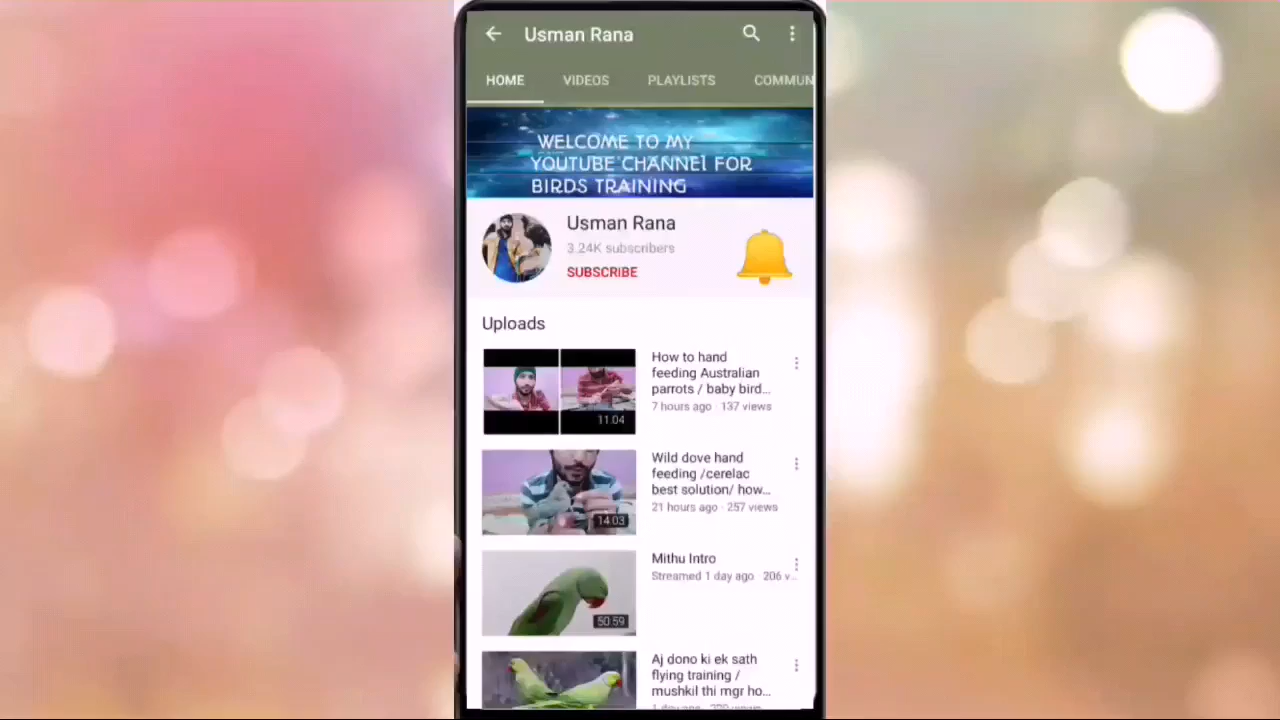 Usman Rana
HOME VIDEOS PLAYLISTS COMMUN
WELCOME TO MY
YOUTUBE CHANNEl FOR
BIRDS TRAINING
Usman Rana
3.24K subscribers
SUBSCRIBE
Uploads
How to hand
feeding Australian
parrots / baby bird...
7 hours ago · 137 views
11:04
Wild dove hand
feeding /cerelac
best solution/ how...
21 hours ago · 257 views
14:03
Mithu Intro
Streamed 1 day ago · 206 v...
50:59
Aj dono ki ek sath
flying training /
mushkil thi mgr ho...